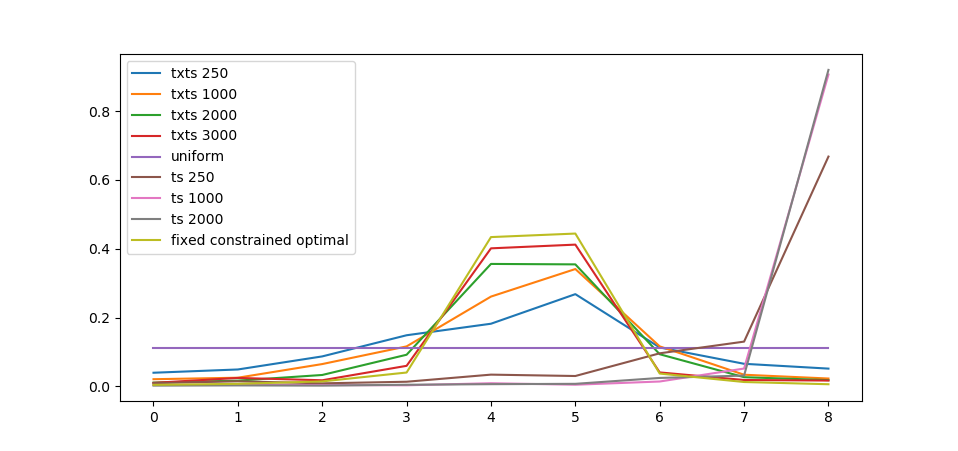 txts 250
txts 1000
txts 2000
txts 3000
uniform
ts 250
ts 1000
ts 2000
fixed constrained optimal
0.8
0.6
0.4
0.2
0.0
0 1 2 3 4 5 6 7 8